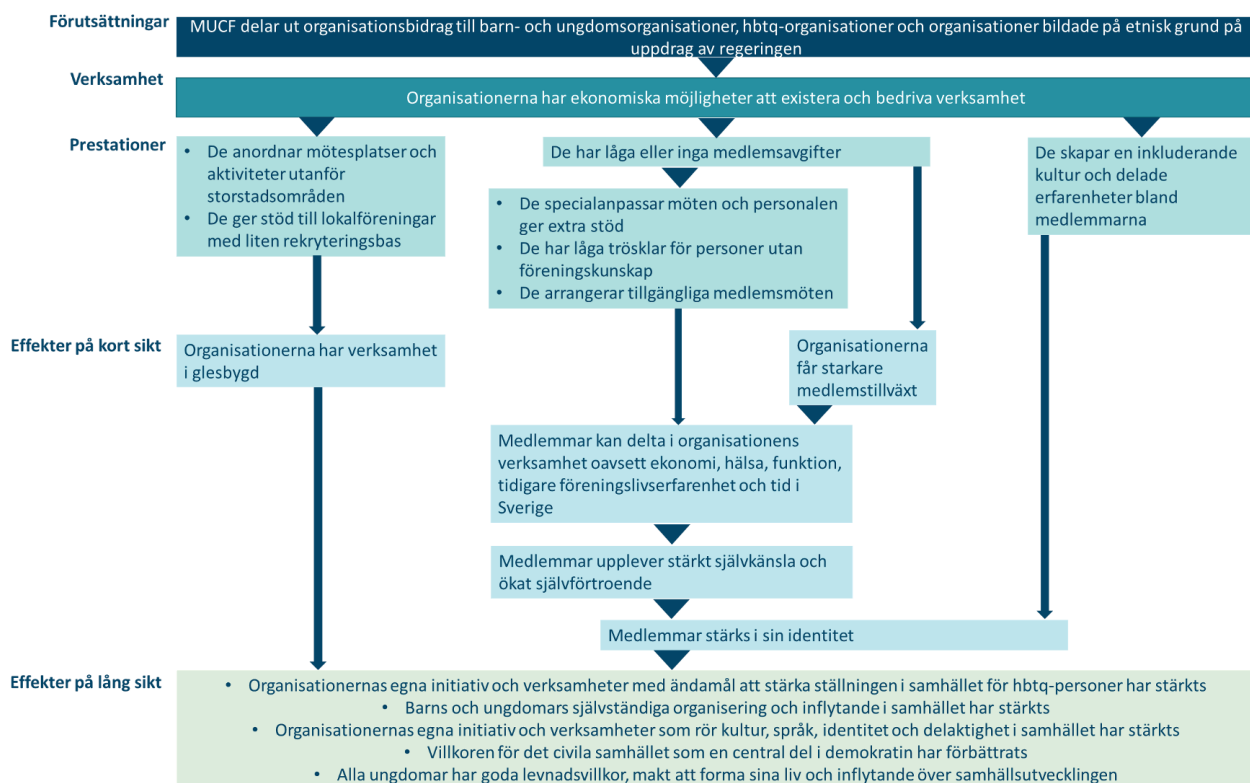 Förutsättningar
MUCF delar ut organisationsbidrag till barn- och ungdomsorganisationer, hbtq-organisationer och organisationer bildade på etnisk grund på
uppdrag av regeringen
Verksamhet
Organisationerna har ekonomiska möjligheter att existera och bedriva verksamhet
Prestationer
• De anordnar mötesplatser och
aktiviteter utanför
storstadsområden
• De ger stöd till lokalföreningar
med liten rekryteringsbas
De har låga eller inga medlemsavgifter
• De specialanpassar möten och personalen
ger extra stöd
• De har låga trösklar för personer utan
föreningskunskap
• De arrangerar tillgängliga medlemsmöten
De skapar en inkluderande
kultur och delade
erfarenheter bland
medlemmarna
Effekter på kort sikt
Organisationerna har verksamhet
i glesbygd
Organisationerna
får starkare
medlemstillväxt
Medlemmar kan delta i organisationens
verksamhet oavsett ekonomi, hälsa, funktion,
tidigare föreningslivserfarenhet och tid i
Sverige
Medlemmar upplever stärkt självkänsla och
ökat självförtroende
Medlemmar stärks i sin identitet
Effekter på lång sikt
• Organisationernas egna initiativ och verksamheter med ändamål att stärka ställningen i samhället för hbtq-personer har stärkts
• Barns och ungdomars självständiga organisering och inflytande i samhället har stärkts
• Organisationernas egna initiativ och verksamheter som rör kultur, språk, identitet och delaktighet i samhället har stärkts
• Villkoren för det civila samhället som en central del i demokratin har förbättrats
• Alla ungdomar har goda levnadsvillkor, makt att forma sina liv och inflytande över samhällsutvecklingen